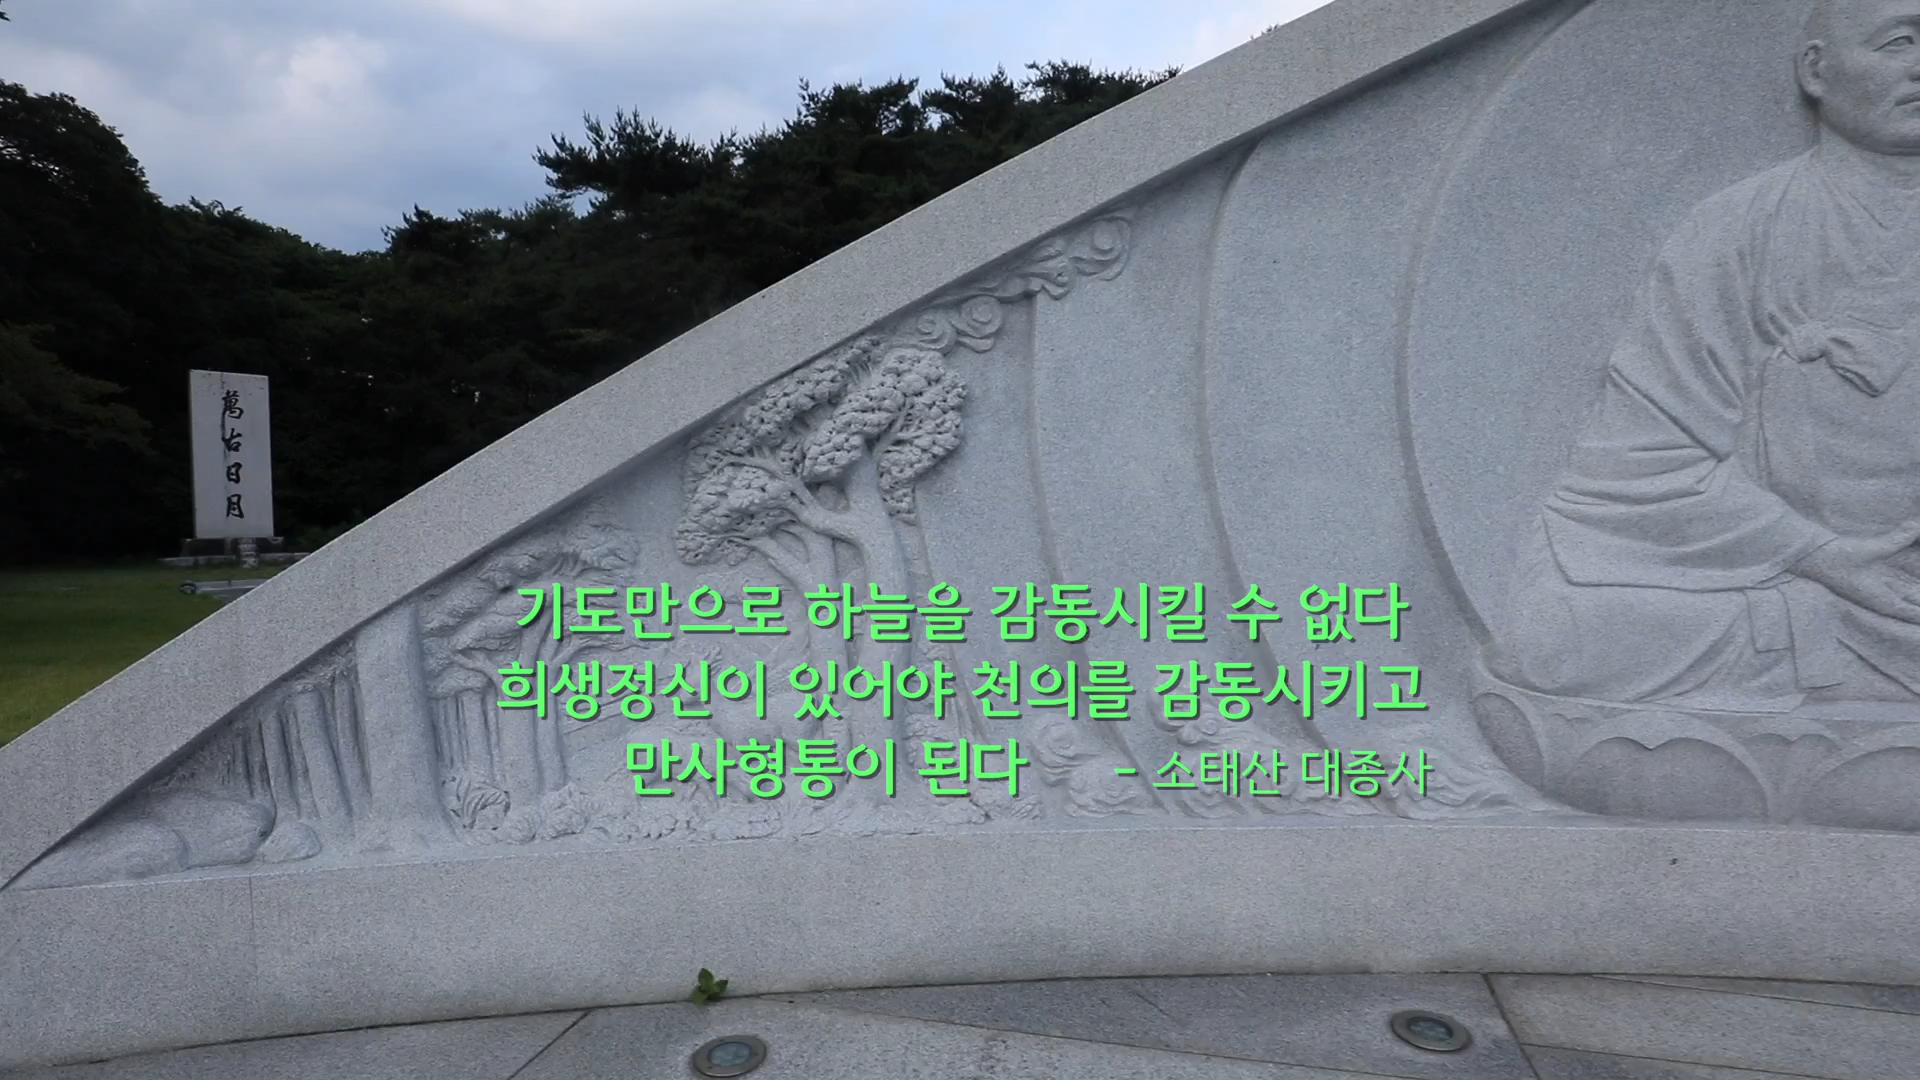 萬古日月
기도만으로 하늘을 감동시킬 수 없다
희생정신이 있어야 천의를 감동시키고
만사형통이 된다 - 소태산 대종사